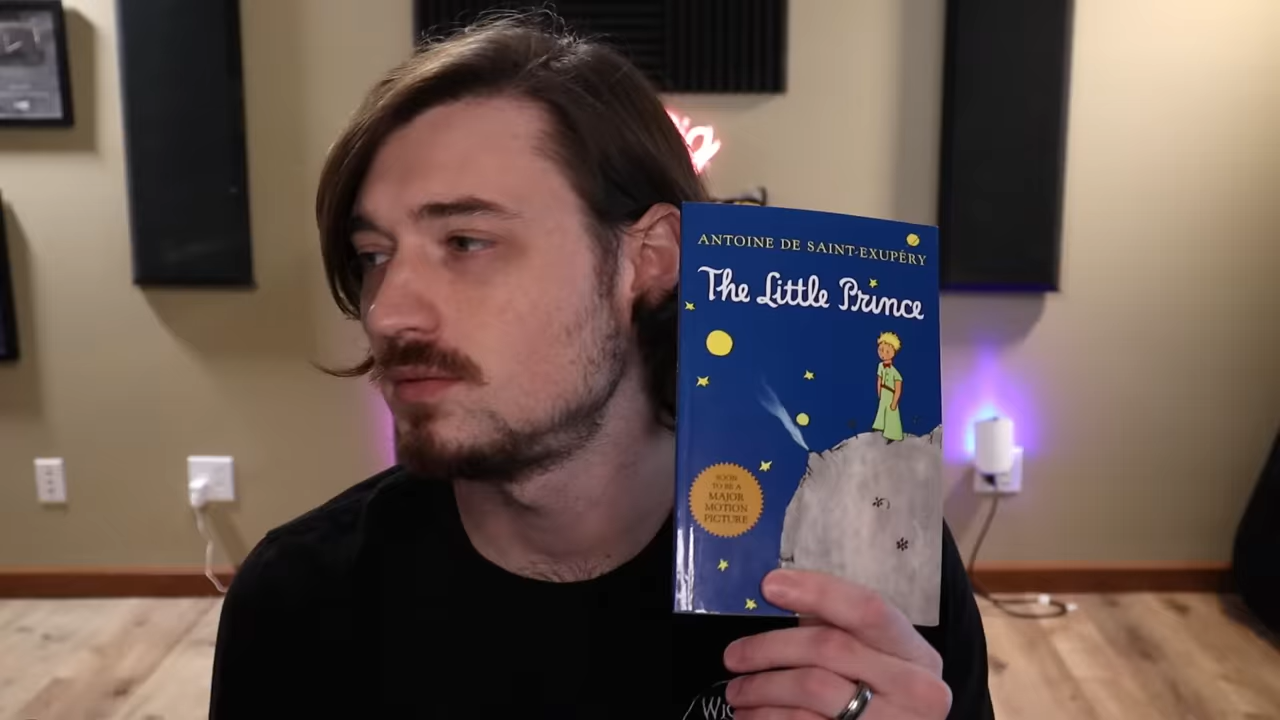 ANTOINE DE SAINT-EXUPÉRY
The Little Prince
SOON
TO BE A
MAJOR
MOTION
PICTURE